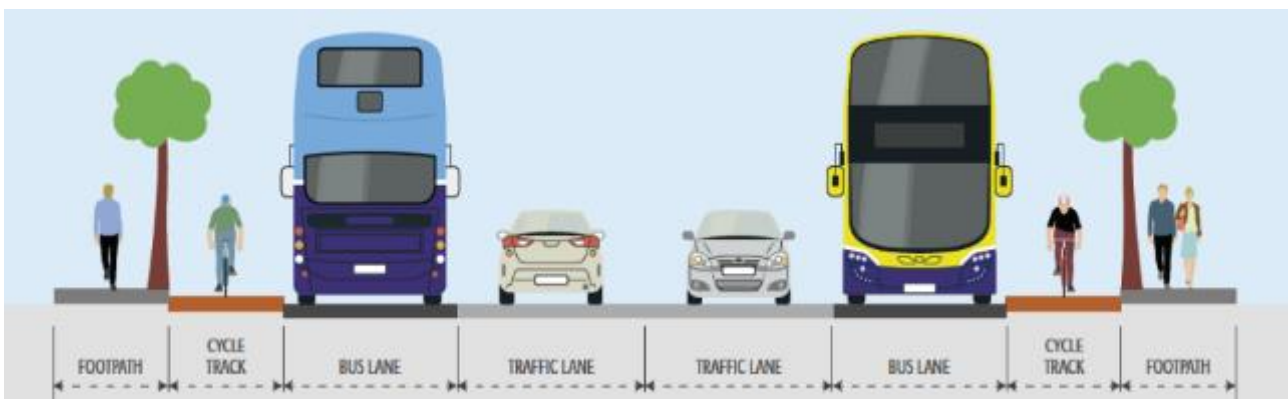 FOOTPATH
CYCLE
TRACK
BUS LANE
TRAFFIC LANE
TRAFFIC LANE
BUS LANE
CYCLE
TRACK
FOOTPATH